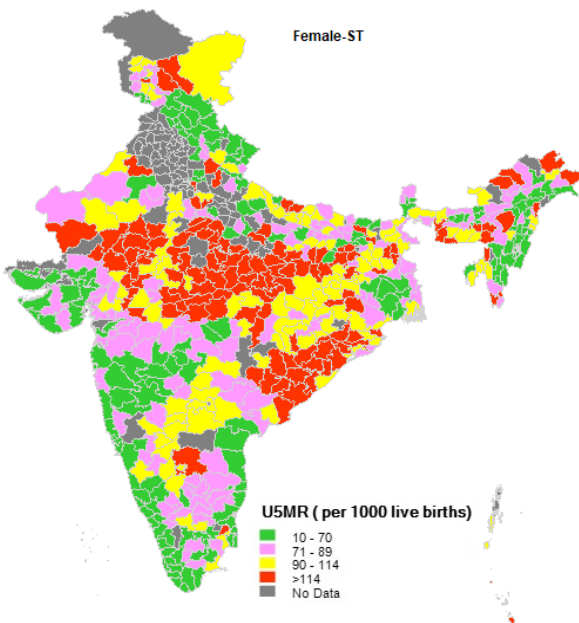 Female-ST
U5MR ( per 1000 live births)
10 - 70
71 - 89
90 - 114
>114
No Data